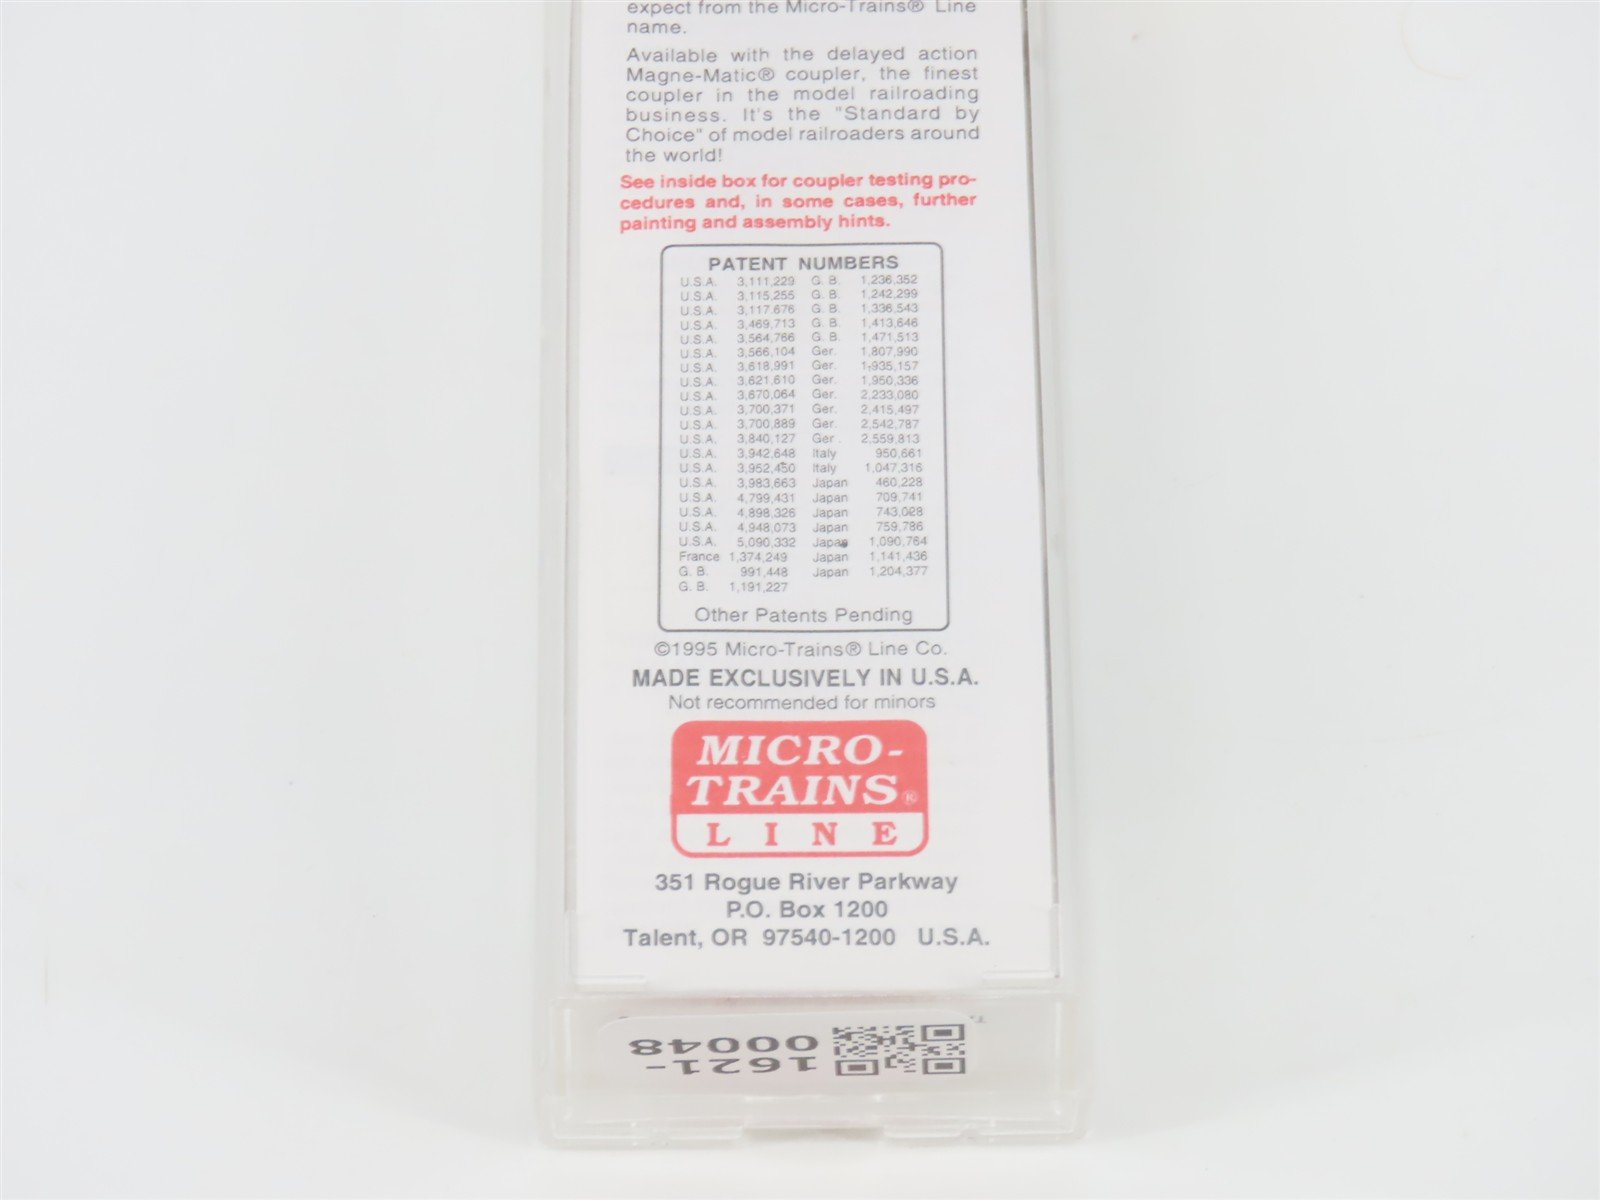 expect from the Micro-Trains® Line
name.
Available with the delayed action
Magne-Matic® coupler, the finest
coupler in the model railroading
business. It's the "Standard by
Choice" of model railroaders around
the world!
See inside box for coupler testing pro-
cedures and, in some cases, further
painting and assembly hints.
PATENT NUMBERS
U.S.A. 3,111,229 G. B. 1,236,352
U.S.A. 3,115,255 G. B. 1,242,299
U.S.A. 3,117,676 G. B. 1,336,543
U.S.A. 3,469,713 G. B. 1,413,646
U.S.A. 3,564,766 G. B. 1,471,513
U.S.A. 3,566,104 Ger. 1,807,990
U.S.A. 3,618,991 Ger. 1,935,157
U.S.A. 3,621,610 Ger. 1,950,336
U.S.A. 3,670,064 Ger. 2,233,080
U.S.A. 3,700,371 Ger. 2,415,497
U.S.A. 3,700,889 Ger. 2,542,787
U.S.A. 3,840,127 Ger . 2,559,813
U.S.A. 3,942,648 Italy 950,661
U.S.A. 3,952,450 Italy 1,047,316
U.S.A. 3,983,663 Japan 460,228
U.S.A. 4,799,431 Japan 709,741
U.S.A. 4,898,326 Japan 743,028
U.S.A. 4,948,073 Japan 759,786
U.S.A. 5,090,332 Japan 1,090,764
France 1,374,249 Japan 1,141,436
G. B. 991,448 Japan 1,204,377
G. B. 1,191,227
Other Patents Pending
©1995 Micro-Trains® Line Co.
MADE EXCLUSIVELY IN U.S.A.
Not recommended for minors
MICRO-
TRAINS®
LINE
351 Rogue River Parkway
P.O. Box 1200
Talent, OR 97540-1200 U.S.A.
1621-
00048